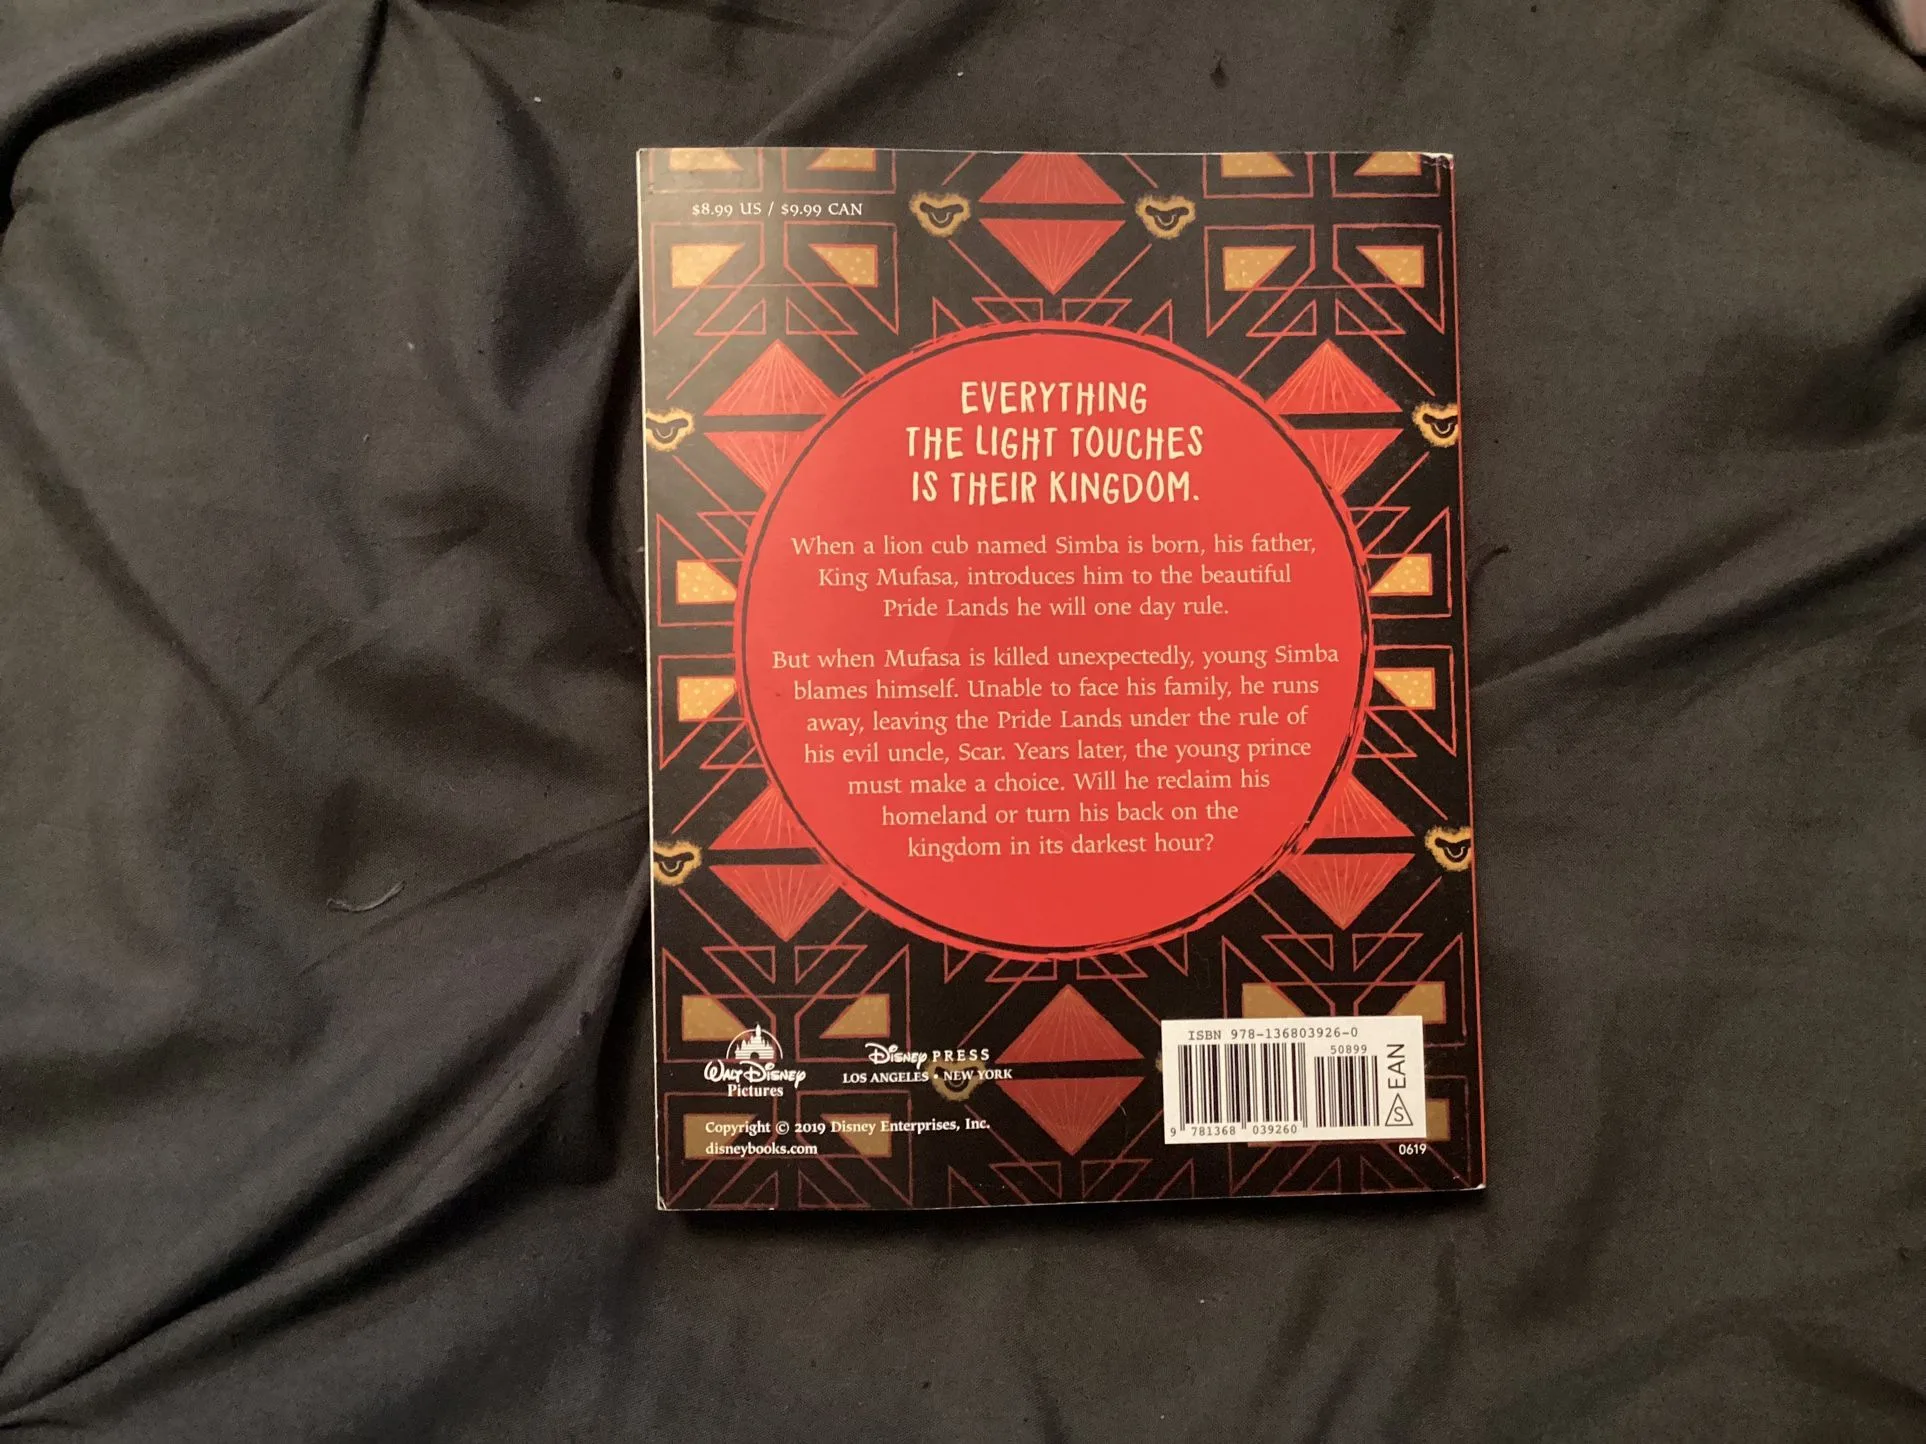 $8.99 US / $9.99 CAN
EVERYTHING
THE LIGHT TOUCHES
IS THEIR KINGDOM.
When a lion cub named Simba is born, his father,
King Mufasa, introduces him to the beautiful
Pride Lands he will one day rule.
But when Mufasa is killed unexpectedly, young Simba
blames himself. Unable to face his family, he runs
away, leaving the Pride Lands under the rule of
his evil uncle, Scar. Years later, the young prince
must make a choice. Will he reclaim his
homeland or turn his back on the
kingdom in its darkest hour?
WALT DISNEY
Pictures
DISNEY PRESS
LOS ANGELES • NEW YORK
Copyright © 2019 Disney Enterprises, Inc.
disneybooks.com
ISBN 978-136803926-0
50899
EAN
S
9 781368 039260
0619